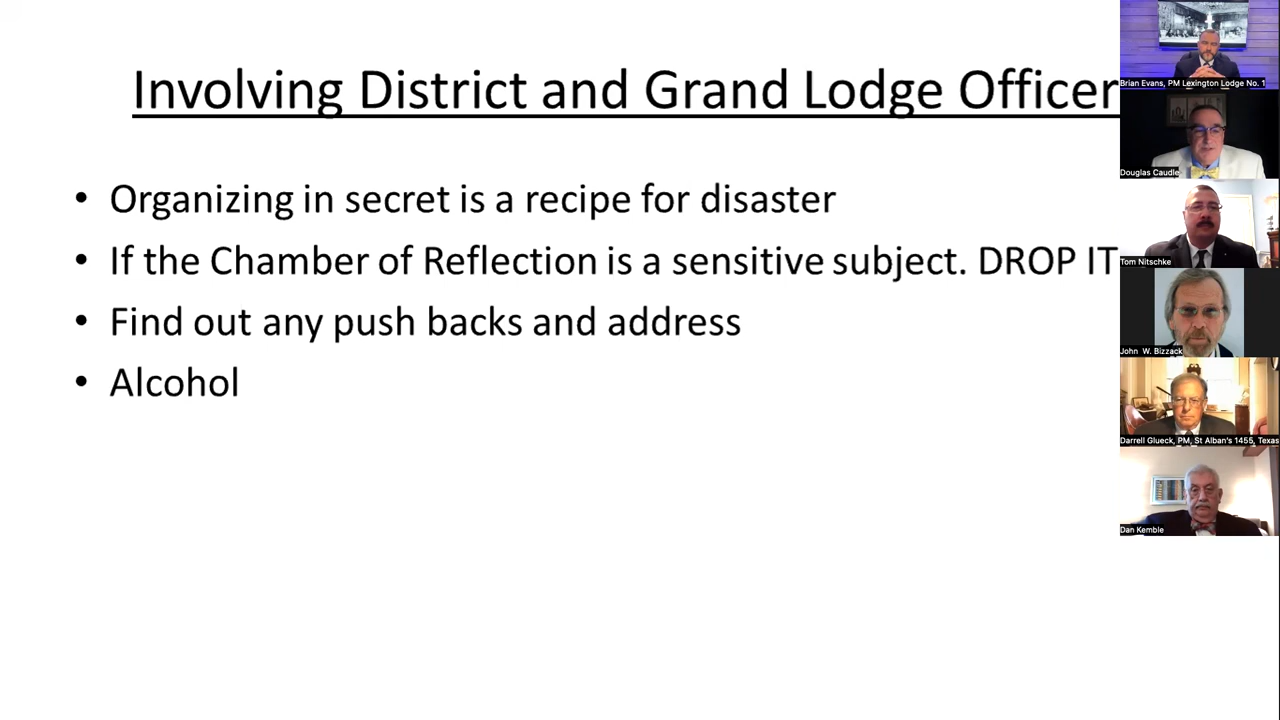 Involving District and Grand Lodge Officer
• Organizing in secret is a recipe for disaster
• If the Chamber of Reflection is a sensitive subject. DROP IT
• Find out any push backs and address
• Alcohol
Brian Evans, PM Lexington Lodge No. 1
Douglas Caudle
Tom Nitschke
John W. Bizzack
Darrell Glueck, PM, St Alban's 1455, Texas
Dan Kemble